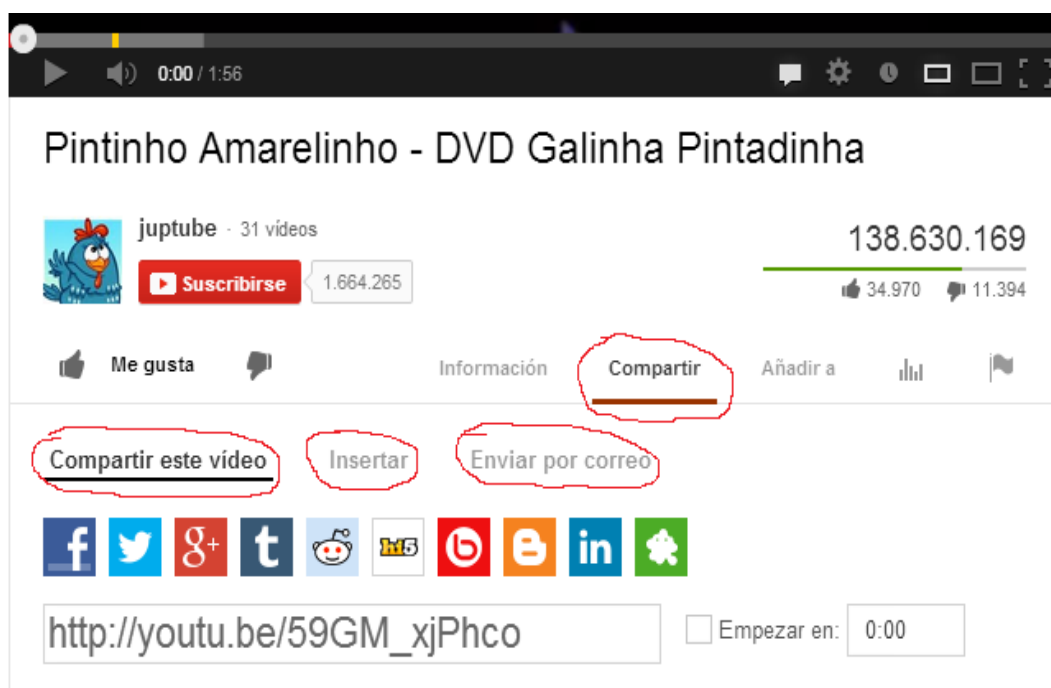 0:00 / 1:56
Pintinho Amarelinho - DVD Galinha Pintadinha
juptube · 31 vídeos
138.630.169
Suscribirse 1.664.265
34.970 11.394
Me gusta Información Compartir Añadir a
Compartir este vídeo Insertar Enviar por correo
f g+ t hi5 b B in
http://youtu.be/59GM_xjPhco Empezar en: 0:00